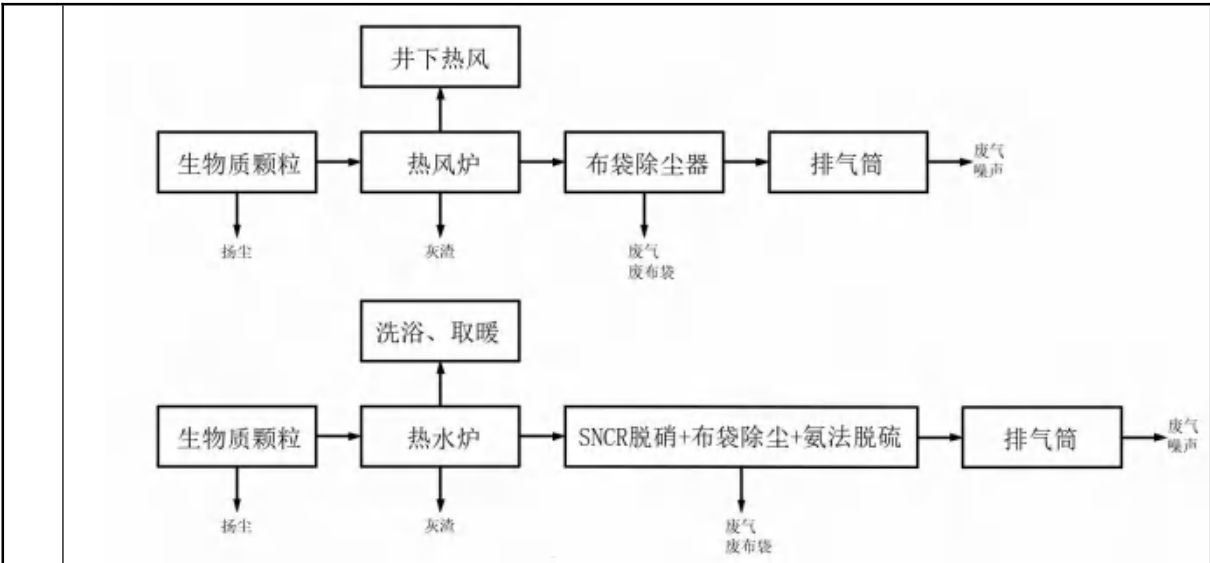 井下热风
生物质颗粒
热风炉
布袋除尘器
排气筒
废气
噪声
扬尘
灰渣
废气
废布袋
洗浴、取暖
生物质颗粒
热水炉
SNCR脱硝+布袋除尘+氨法脱硫
排气筒
废气
噪声
扬尘
灰渣
废气
废布袋